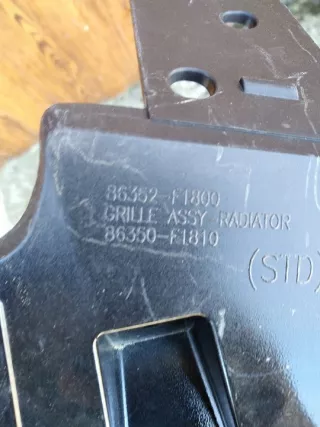 86352-F1800
GRILLE ASSY RADIATOR
86350-F1810
(STD)